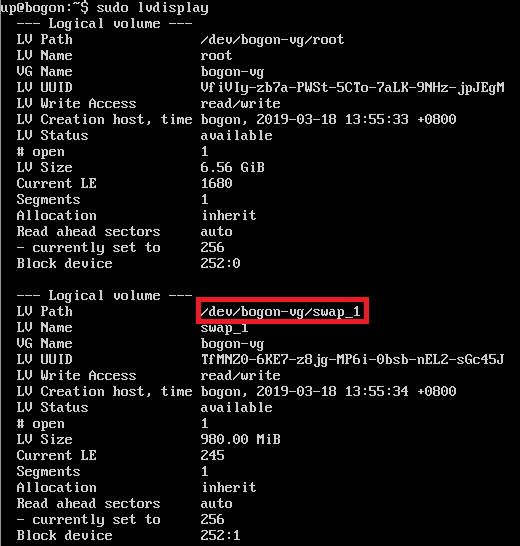 up@bogon:~$ sudo lvdisplay
--- Logical volume ---
LV Path /dev/bogon-vg/root
LV Name root
VG Name bogon-vg
LV UUID VfiVIy-zb7a-PWSt-5CTo-7aLK-9NHz-jpJEgM
LV Write Access read/write
LV Creation host, time bogon, 2019-03-18 13:55:33 +0800
LV Status available
# open 1
LV Size 6.56 GiB
Current LE 1680
Segments 1
Allocation inherit
Read ahead sectors auto
- currently set to 256
Block device 252:0
--- Logical volume ---
LV Path /dev/bogon-vg/swap_1
LV Name swap_1
VG Name bogon-vg
LV UUID TfMNZ0-6KE7-z8jg-MP6i-0bsb-nEL2-sGc45J
LV Write Access read/write
LV Creation host, time bogon, 2019-03-18 13:55:34 +0800
LV Status available
# open 1
LV Size 980.00 MiB
Current LE 245
Segments 1
Allocation inherit
Read ahead sectors auto
- currently set to 256
Block device 252:1